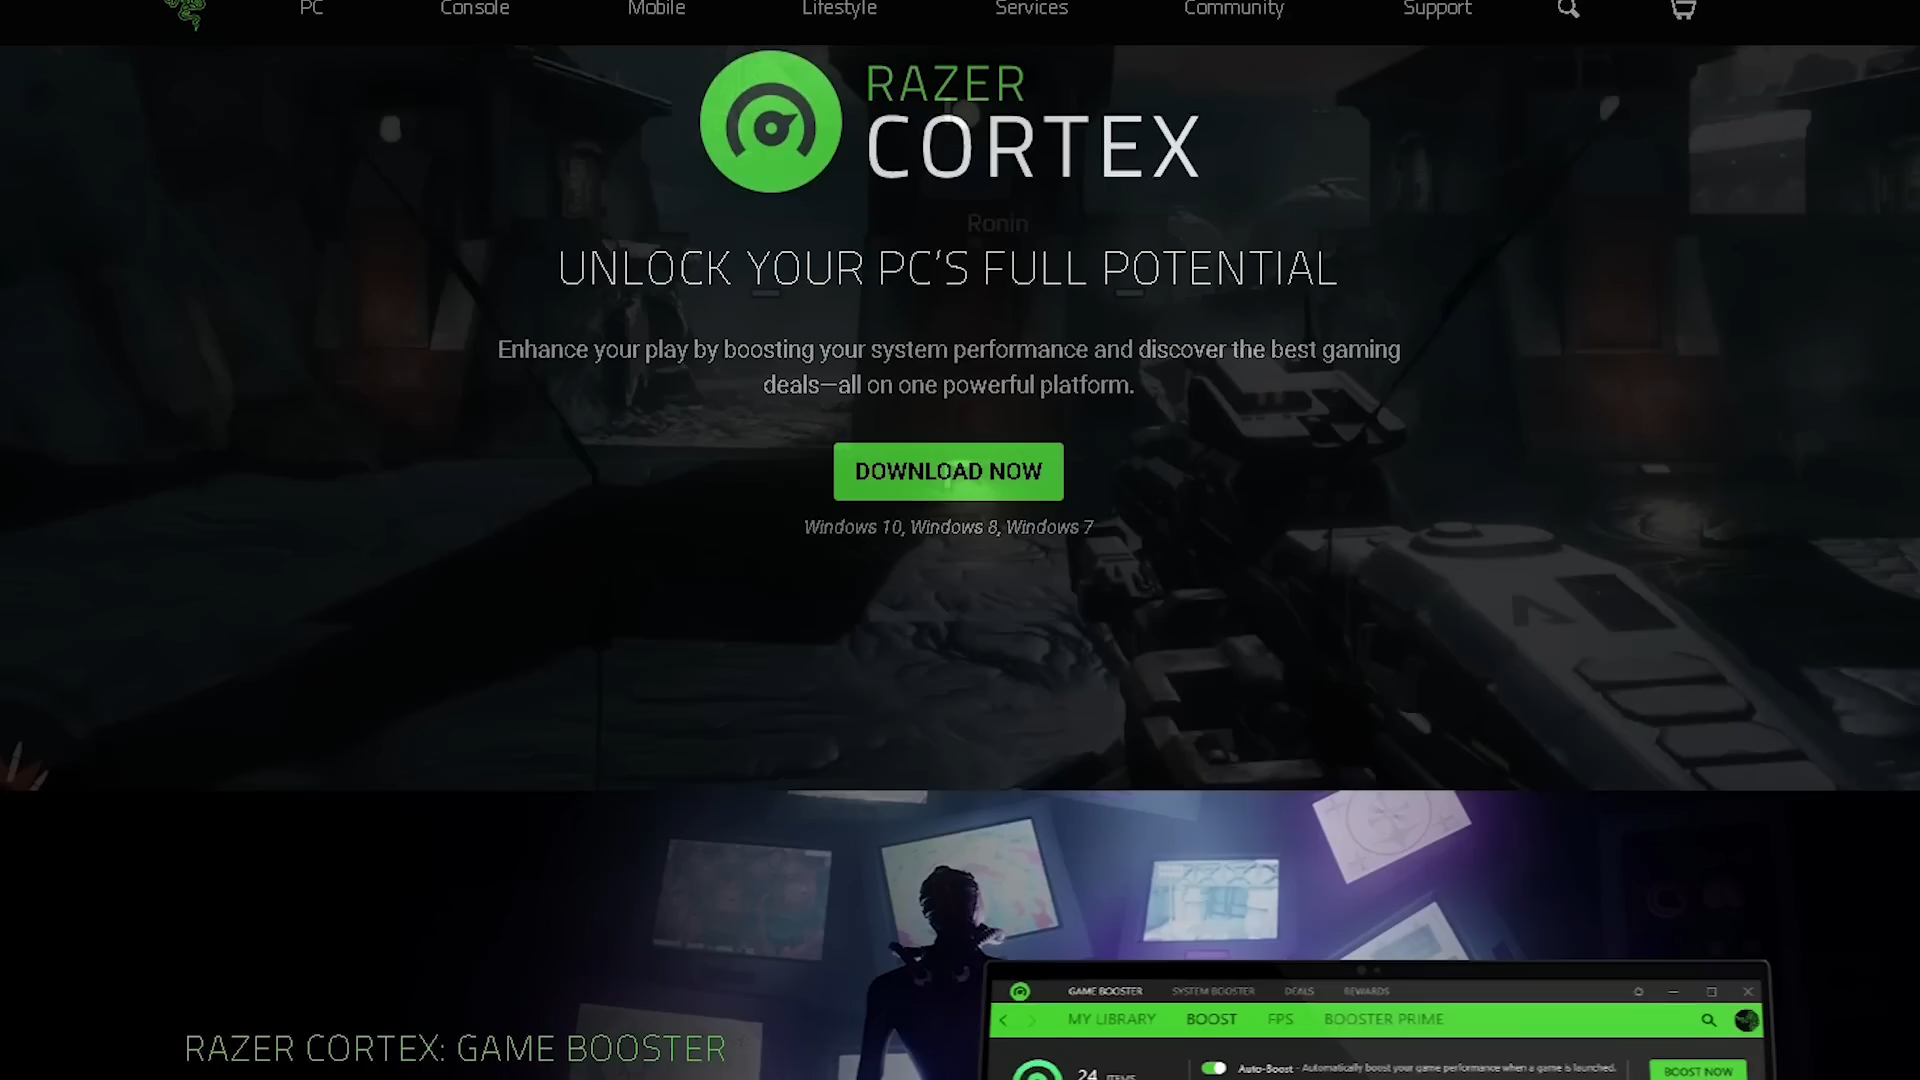 PC Console Mobile Lifestyle Services Community Support
RAZER
CORTEX
Ronin
UNLOCK YOUR PC'S FULL POTENTIAL
Enhance your play by boosting your system performance and discover the best gaming
deals—all on one powerful platform.
DOWNLOAD NOW
Windows 10, Windows 8, Windows 7
GAME BOOSTER SYSTEM BOOSTER DEALS REWARDS
MY LIBRARY BOOST FPS BOOSTER PRIME
RAZER CORTEX: GAME BOOSTER
24 ITEMS
Auto-Boost - Automatically boost your game performance when a game is launched.
BOOST NOW